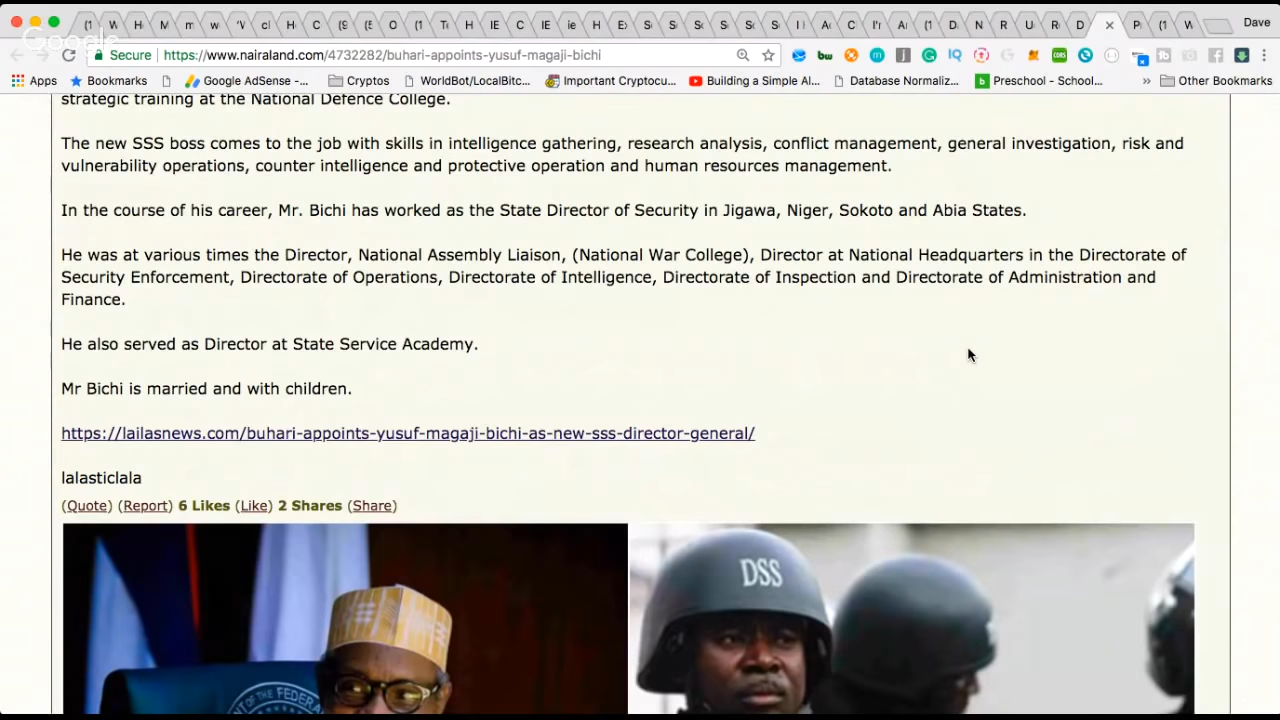 Dave
Google
Secure https://www.nairaland.com/4732282/buhari-appoints-yusuf-magaji-bichi
Apps Bookmarks Google AdSense -... Cryptos Worldist/LocalBitc... Important Cryptocu... Building a Simple Al... Database Normaliz... Preschool - School... » Other Bookmarks
strategic training at the National Defence College.
The new SSS boss comes to the job with skills in intelligence gathering, research analysis, conflict management, general investigation, risk and
vulnerability operations, counter intelligence and protective operation and human resources management.
In the course of his career, Mr. Bichi has worked as the State Director of Security in Jigawa, Niger, Sokoto and Abia States.
He was at various times the Director, National Assembly Liaison, (National War College), Director at National Headquarters in the Directorate of
Security Enforcement, Directorate of Operations, Directorate of Intelligence, Directorate of Inspection and Directorate of Administration and
Finance.
He also served as Director at State Service Academy.
Mr Bichi is married and with children.
https://lailasnews.com/buhari-appoints-yusuf-magaji-bichi-as-new-sss-director-general/
lalasticlala
(Quote) (Report) 6 Likes (Like) 2 Shares (Share)
DSS
OF THE FEDERA